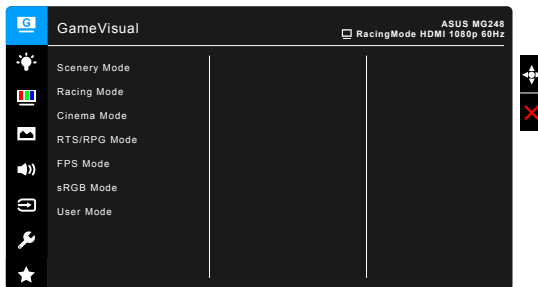 G
GameVisual
ASUS MG248
RacingMode HDMI 1080p 60Hz
Scenery Mode
Racing Mode
Cinema Mode
RTS/RPG Mode
FPS Mode
sRGB Mode
User Mode